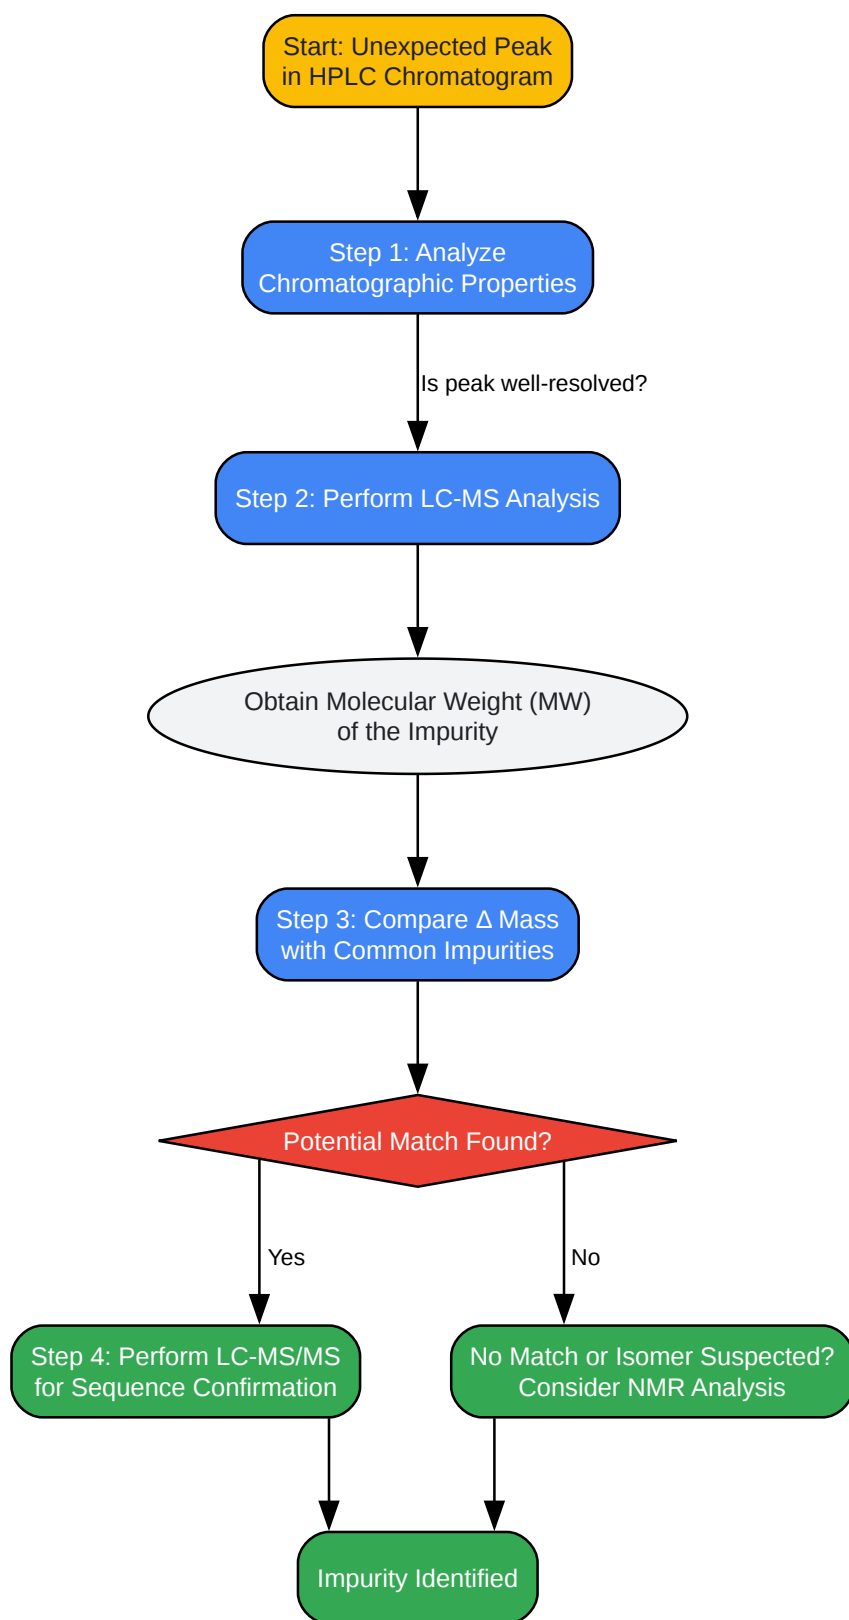 Start: Unexpected Peak
in HPLC Chromatogram
Step 1: Analyze
Chromatographic Properties
Is peak well-resolved?
Step 2: Perform LC-MS Analysis
Obtain Molecular Weight (MW)
of the Impurity
Step 3: Compare Δ Mass
with Common Impurities
Potential Match Found?
Yes
No
Step 4: Perform LC-MS/MS
for Sequence Confirmation
No Match or Isomer Suspected?
Consider NMR Analysis
Impurity Identified